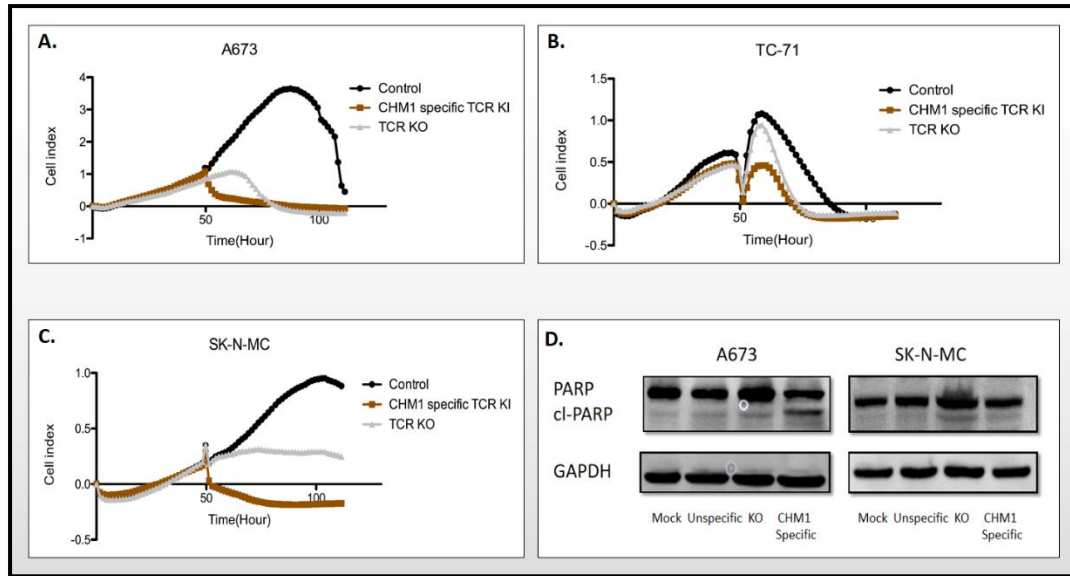 A.
A673
Control
CHM1 specific TCR KI
TCR KO
Cell index
4
3
2
1
0
-1
50
100
Time(Hour)
B.
TC-71
Control
CHM1 specific TCR KI
TCR KO
Cell index
1.5
1.0
0.5
0.0
-0.5
50
Time(Hour)
C.
SK-N-MC
Control
CHM1 specific TCR KI
TCR KO
Cell index
1.0
0.5
0.0
-0.5
50
100
Time(Hour)
D.
A673
SK-N-MC
PARP
cl-PARP
GAPDH
Mock Unspecific KO CHM1 Specific
Mock Unspecific KO CHM1 Specific